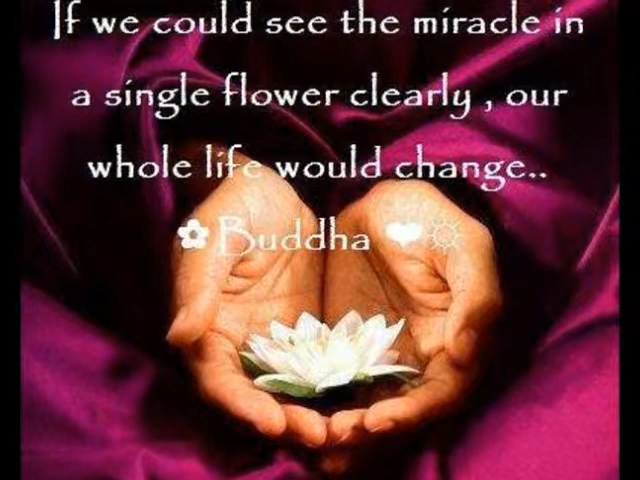 If we could see the miracle in
a single flower clearly , our
whole life would change..
✿Buddha ❤☼